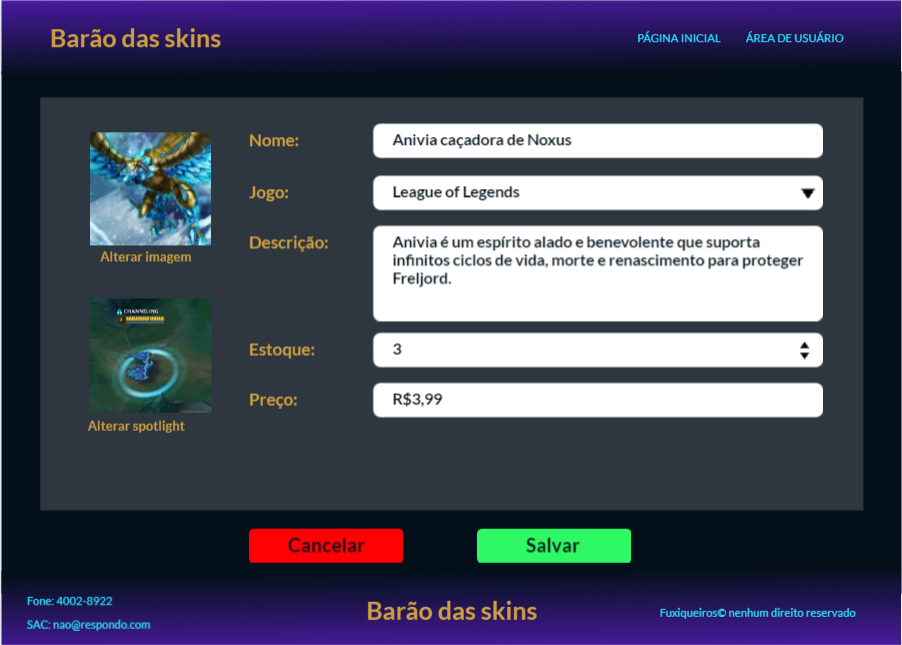 Barão das skins
PÁGINA INICIAL
ÁREA DE USUÁRIO
Alterar imagem
CHANNELING
Alterar spotlight
Nome:
Anivia caçadora de Noxus
Jogo:
League of Legends
Descrição:
Anivia é um espírito alado e benevolente que suporta
infinitos ciclos de vida, morte e renascimento para proteger
Freljord.
Estoque:
3
Preço:
R$3,99
Cancelar
Salvar
Fone: 4002-8922
SAC: nao@respondo.com
Barão das skins
Fuxiqueiros© nenhum direito reservado